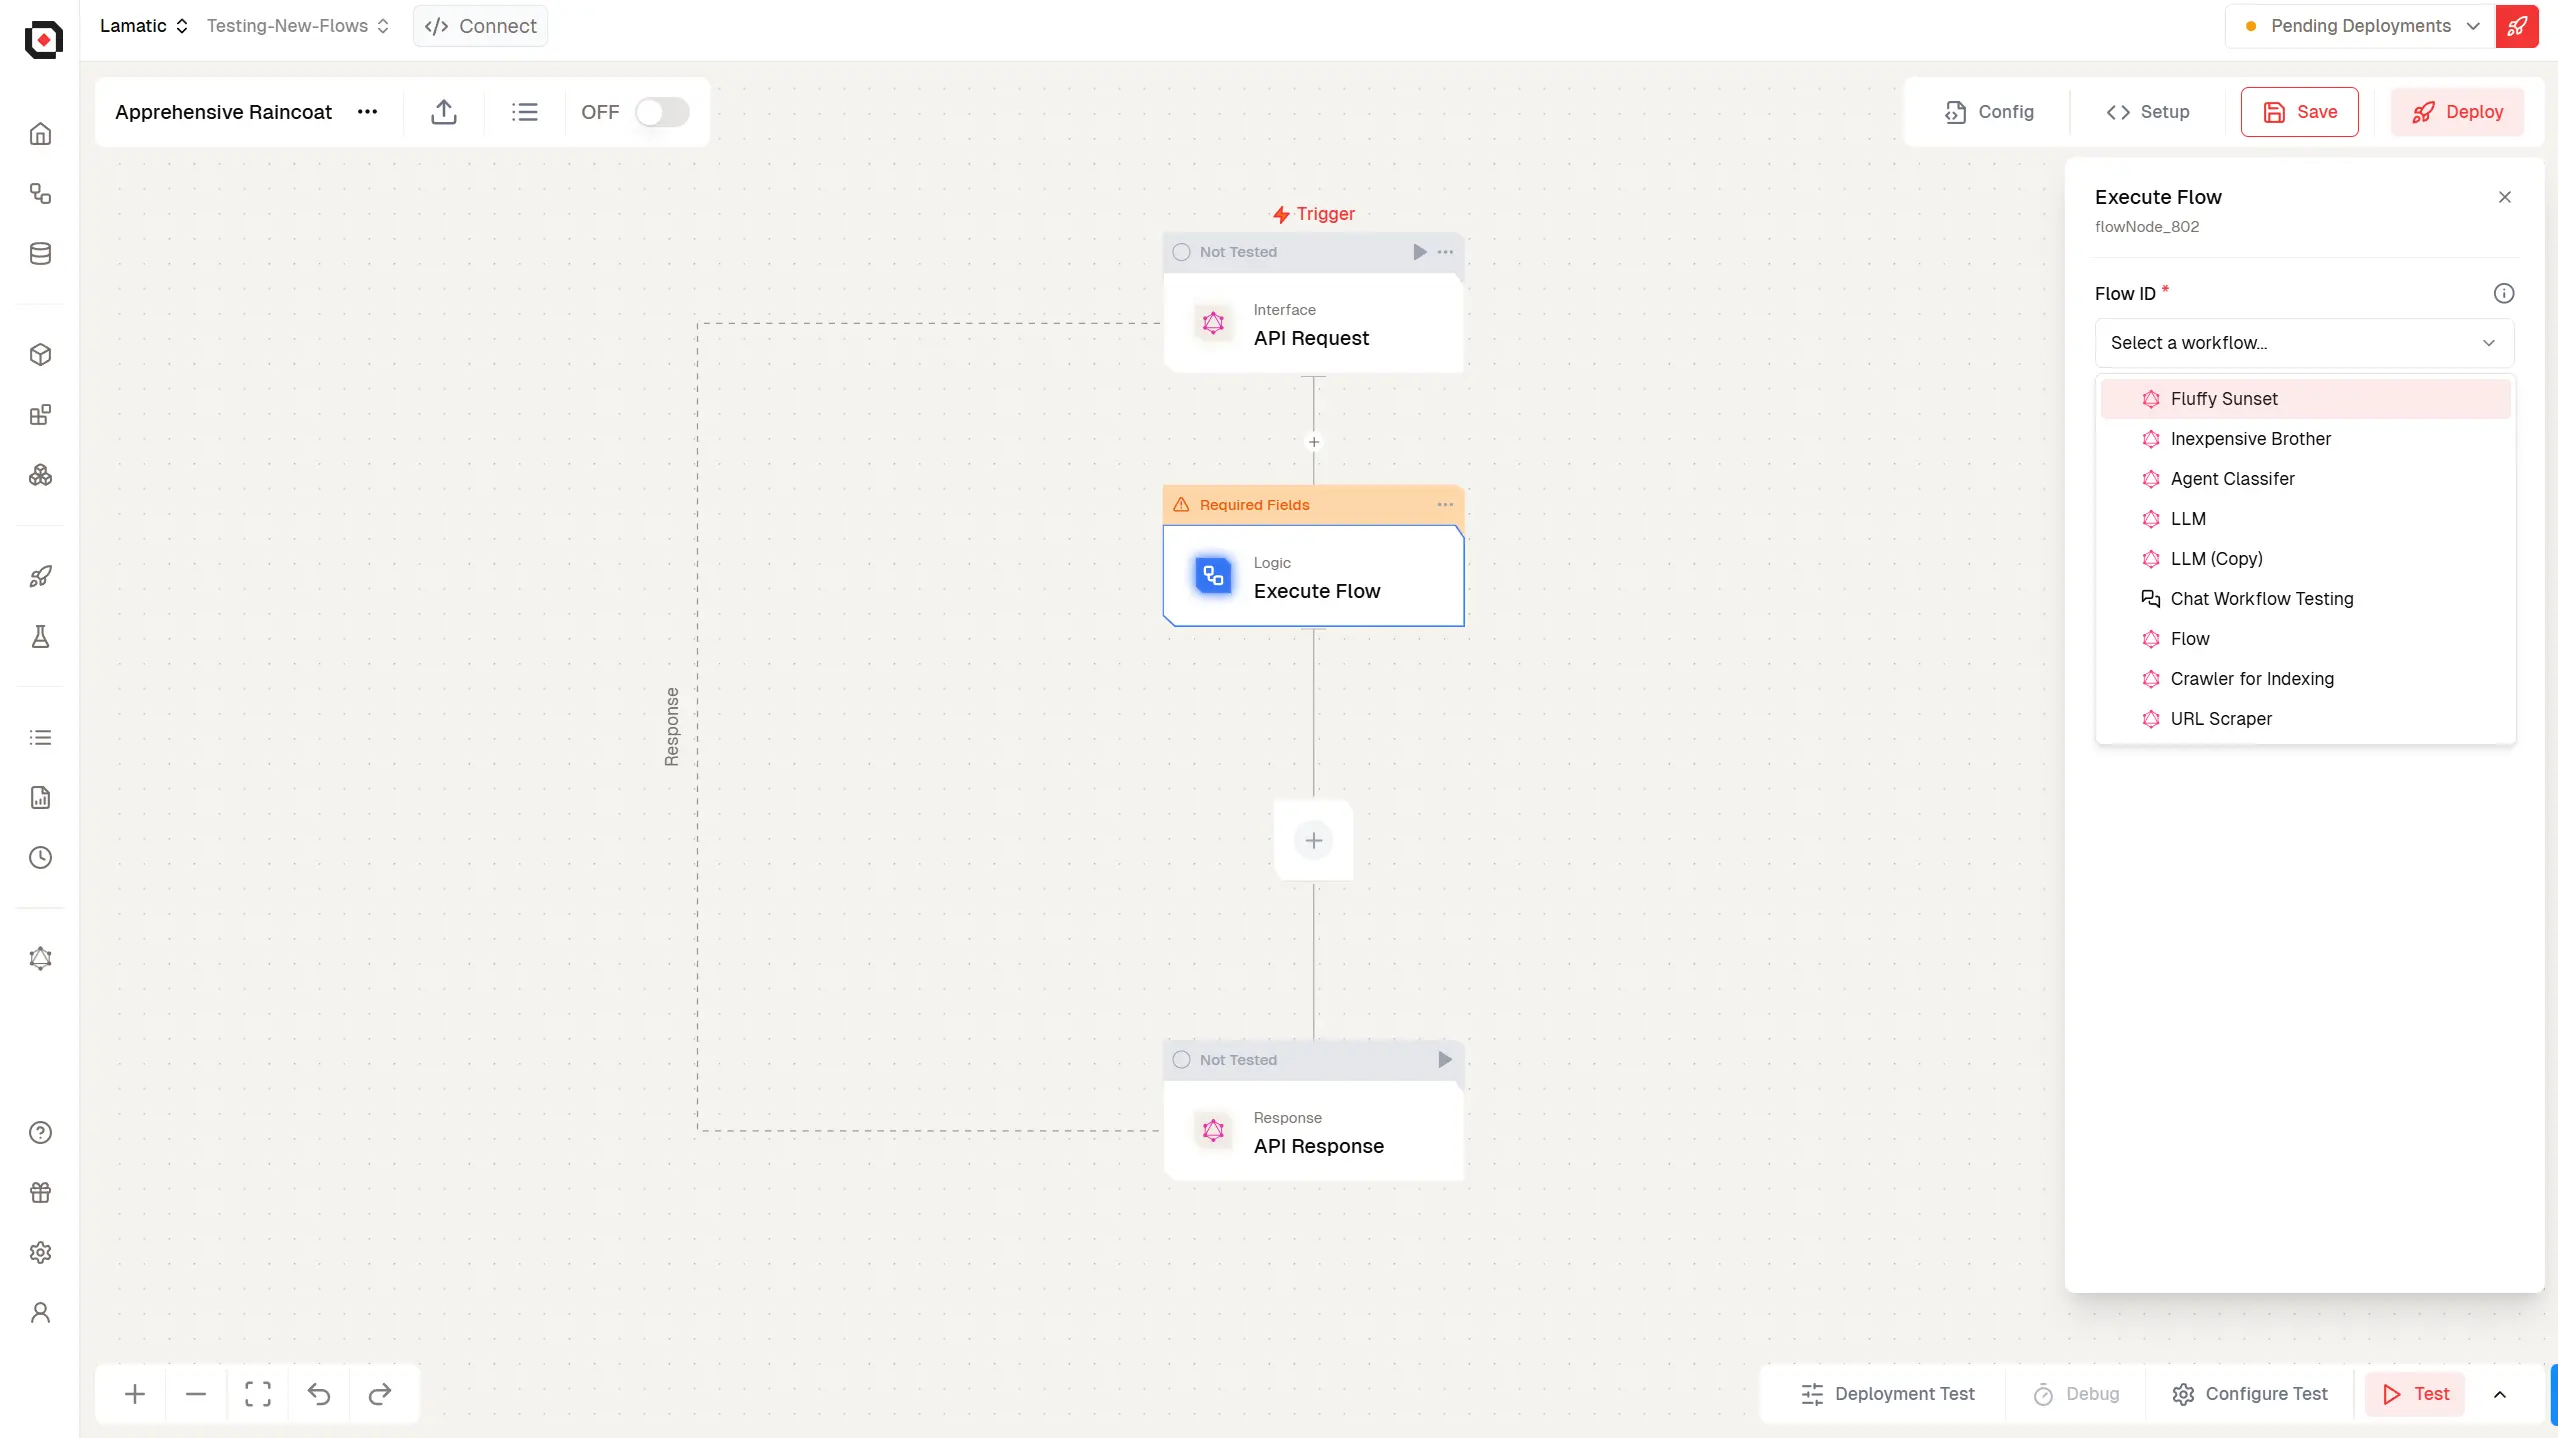 Lamatic
Testing-New-Flows
Connect
Pending Deployments
Apprehensive Raincoat
OFF
Config
Setup
Save
Deploy
Trigger
Not Tested
Interface
API Request
Required Fields
Logic
Execute Flow
Response
Not Tested
Response
API Response
Execute Flow
flowNode_802
Flow ID *
Select a workflow...
Fluffy Sunset
Inexpensive Brother
Agent Classifer
LLM
LLM (Copy)
Chat Workflow Testing
Flow
Crawler for Indexing
URL Scraper
Deployment Test
Debug
Configure Test
Test